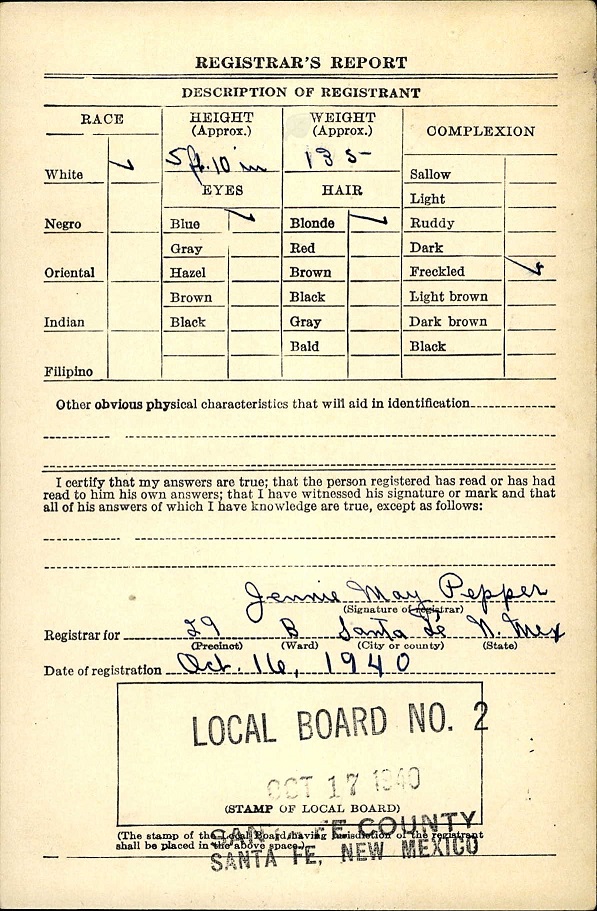 REGISTRAR'S REPORT
DESCRIPTION OF REGISTRANT
RACE
HEIGHT
(Approx.)
WEIGHT
(Approx.)
COMPLEXION
White ✓
5 ft. 10 in
135
Sallow
EYES
HAIR
Light
Negro
Blue ✓
Blonde ✓
Ruddy
Gray
Red
Dark
Oriental
Hazel
Brown
Freckled ✓
Brown
Black
Light brown
Indian
Black
Gray
Dark brown
Bald
Black
Filipino
Other obvious physical characteristics that will aid in identification
I certify that my answers are true; that the person registered has read or has had
read to him his own answers; that I have witnessed his signature or mark and that
all of his answers of which I have knowledge are true, except as follows:
Jennie May Pepper
(Signature of registrar)
Registrar for 29 B Santa Fe N. Mex
(Precinct) (Ward) (City or county) (State)
Date of registration Oct. 16, 1940
LOCAL BOARD NO. 2
OCT 17 1940
(STAMP OF LOCAL BOARD)
SANTA FE COUNTY
(The stamp of the Local Board having jurisdiction of the registrant
shall be placed in the above space.)
SANTA FE, NEW MEXICO